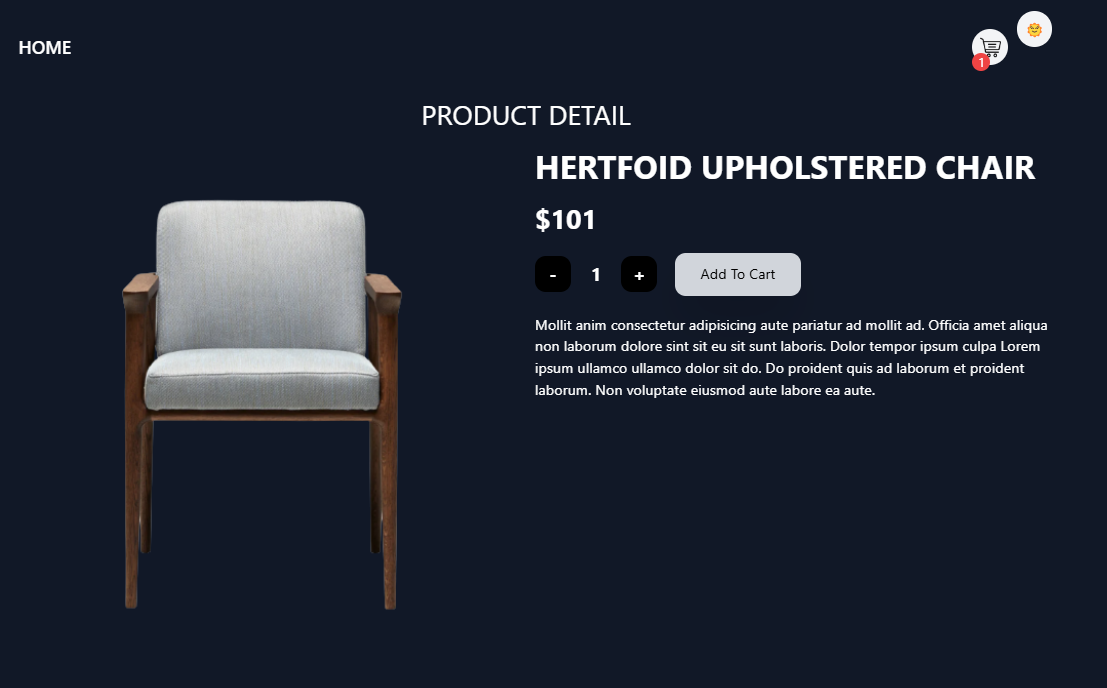 HOME
1
PRODUCT DETAIL
HERTFOID UPHOLSTERED CHAIR
$101
- 1 + Add To Cart
Mollit anim consectetur adipisicing aute pariatur ad mollit ad. Officia amet aliqua
non laborum dolore sint sit eu sit sunt laboris. Dolor tempor ipsum culpa Lorem
ipsum ullamco ullamco dolor sit do. Do proident quis ad laborum et proident
laborum. Non voluptate eiusmod aute labore ea aute.